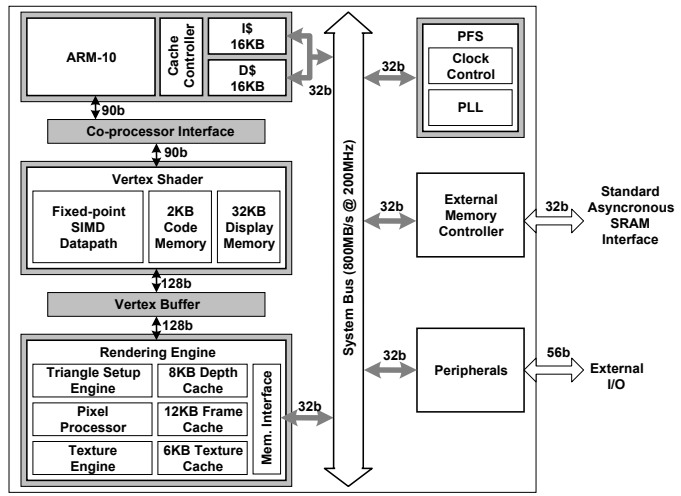 ARM-10
Cache
Controller
I$
16KB
D$
16KB
32b
90b
Co-processor Interface
90b
Vertex Shader
Fixed-point
SIMD
Datapath
2KB
Code
Memory
32KB
Display
Memory
128b
Vertex Buffer
128b
Rendering Engine
Triangle Setup
Engine
8KB Depth
Cache
Pixel
Processor
12KB Frame
Cache
Texture
Engine
6KB Texture
Cache
Mem. Interface
32b
System Bus (800MB/s @ 200MHz)
32b
PFS
Clock
Control
PLL
32b
External
Memory
Controller
32b
Standard
Asyncronous
SRAM
Interface
32b
Peripherals
56b
External
I/O